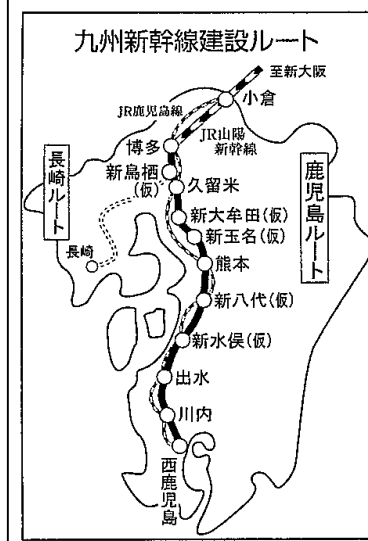 九州新幹線建設ルート
至新大阪
小倉
JR鹿児島線
JR山陽
新幹線
博多
長崎ルート
新鳥栖
(仮)
久留米
鹿児島ルート
新大牟田(仮)
新玉名(仮)
長崎
熊本
新八代(仮)
新水俣(仮)
出水
川内
西鹿児島